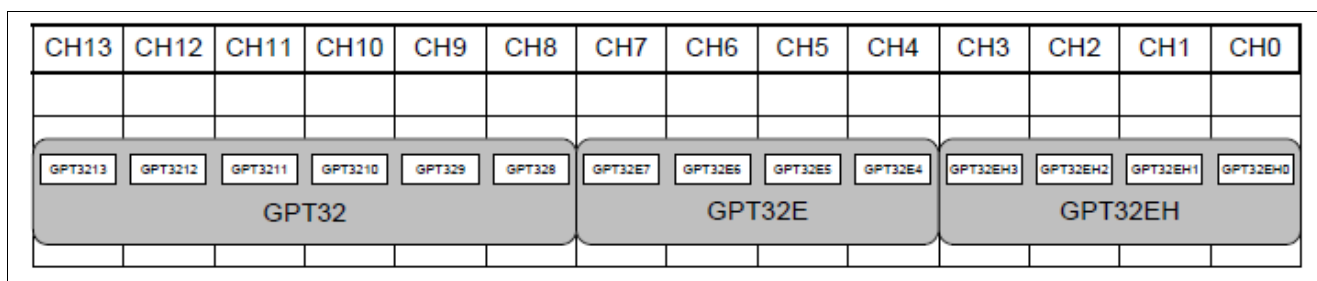 CH13 CH12 CH11 CH10 CH9 CH8 CH7 CH6 CH5 CH4 CH3 CH2 CH1 CH0
GPT3213 GPT3212 GPT3211 GPT3210 GPT329 GPT328 GPT32E7 GPT32E6 GPT32E5 GPT32E4 GPT32EH3 GPT32EH2 GPT32EH1 GPT32EH0
GPT32 GPT32E GPT32EH